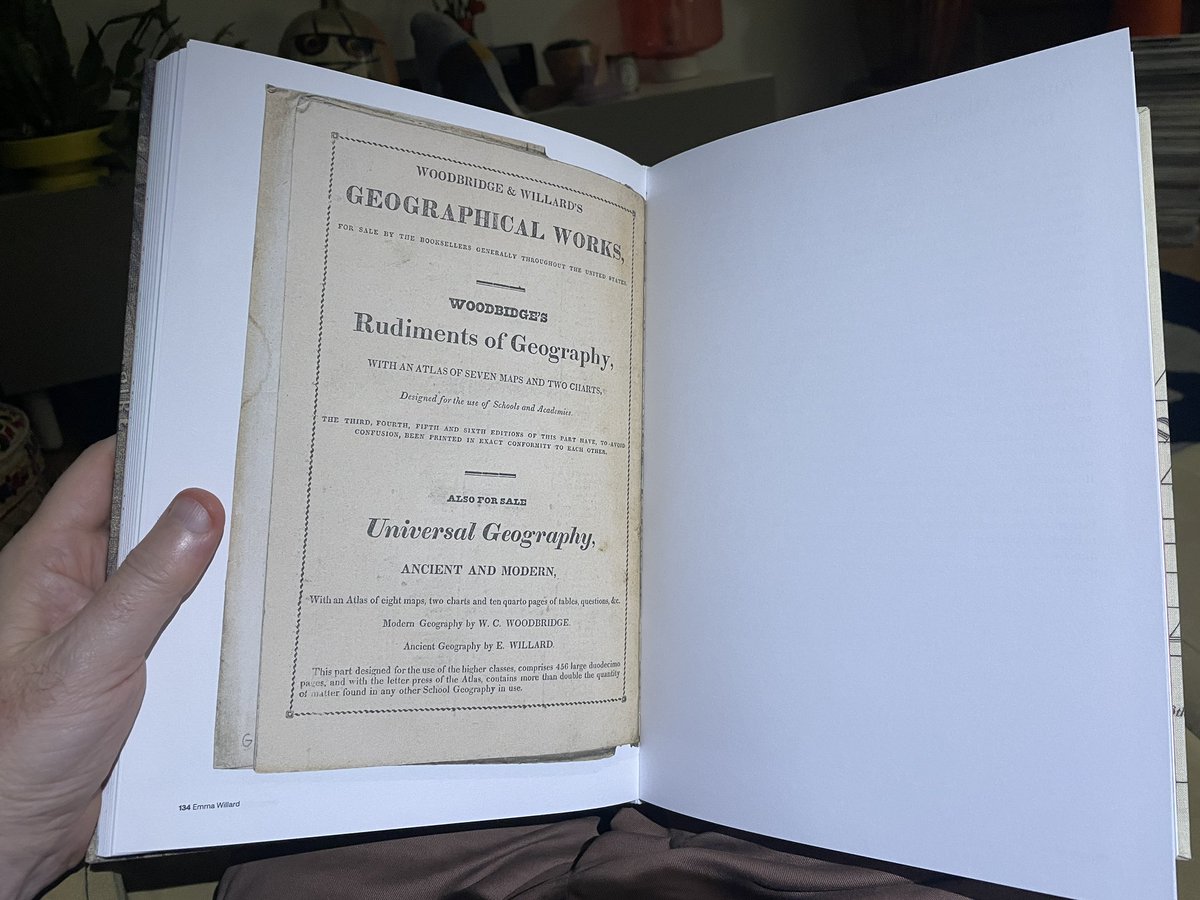 WOODBRIDGE & WILLARD'S
GEOGRAPHICAL WORKS,
FOR SALE BY THE BOOKSELLERS GENERALLY THROUGHOUT THE UNITED STATES.
WOODBIDGE'S
Rudiments of Geography,
WITH AN ATLAS OF SEVEN MAPS AND TWO CHARTS,
Designed for the use of Schools and Academies.
THE THIRD, FOURTH, FIFTH AND SIXTH EDITIONS OF THIS PART HAVE, TO AVOID
CONFUSION, BEEN PRINTED IN EXACT CONFORMITY TO EACH OTHER.
ALSO FOR SALE
Universal Geography,
ANCIENT AND MODERN,
With an Atlas of eight maps, two charts and ten quarto pages of tables, questions, &c.
Modern Geography by W. C. WOODBRIDGE.
Ancient Geography by E. WILLARD.
This part designed for the use of the higher classes, comprises 456 large duodecimo
pages, and with the letter press of the Atlas, contains more than double the quantity
of matter found in any other School Geography in use.
G
134 Emma Willard